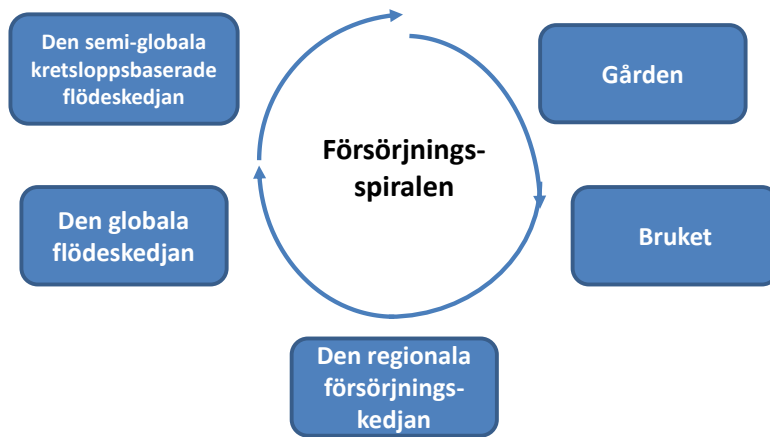 Den semi-globala
kretsloppsbaserade
flödeskedjan
Gården
Försörjnings-
spiralen
Den globala
flödeskedjan
Bruket
Den regionala
försörjnings-
kedjan